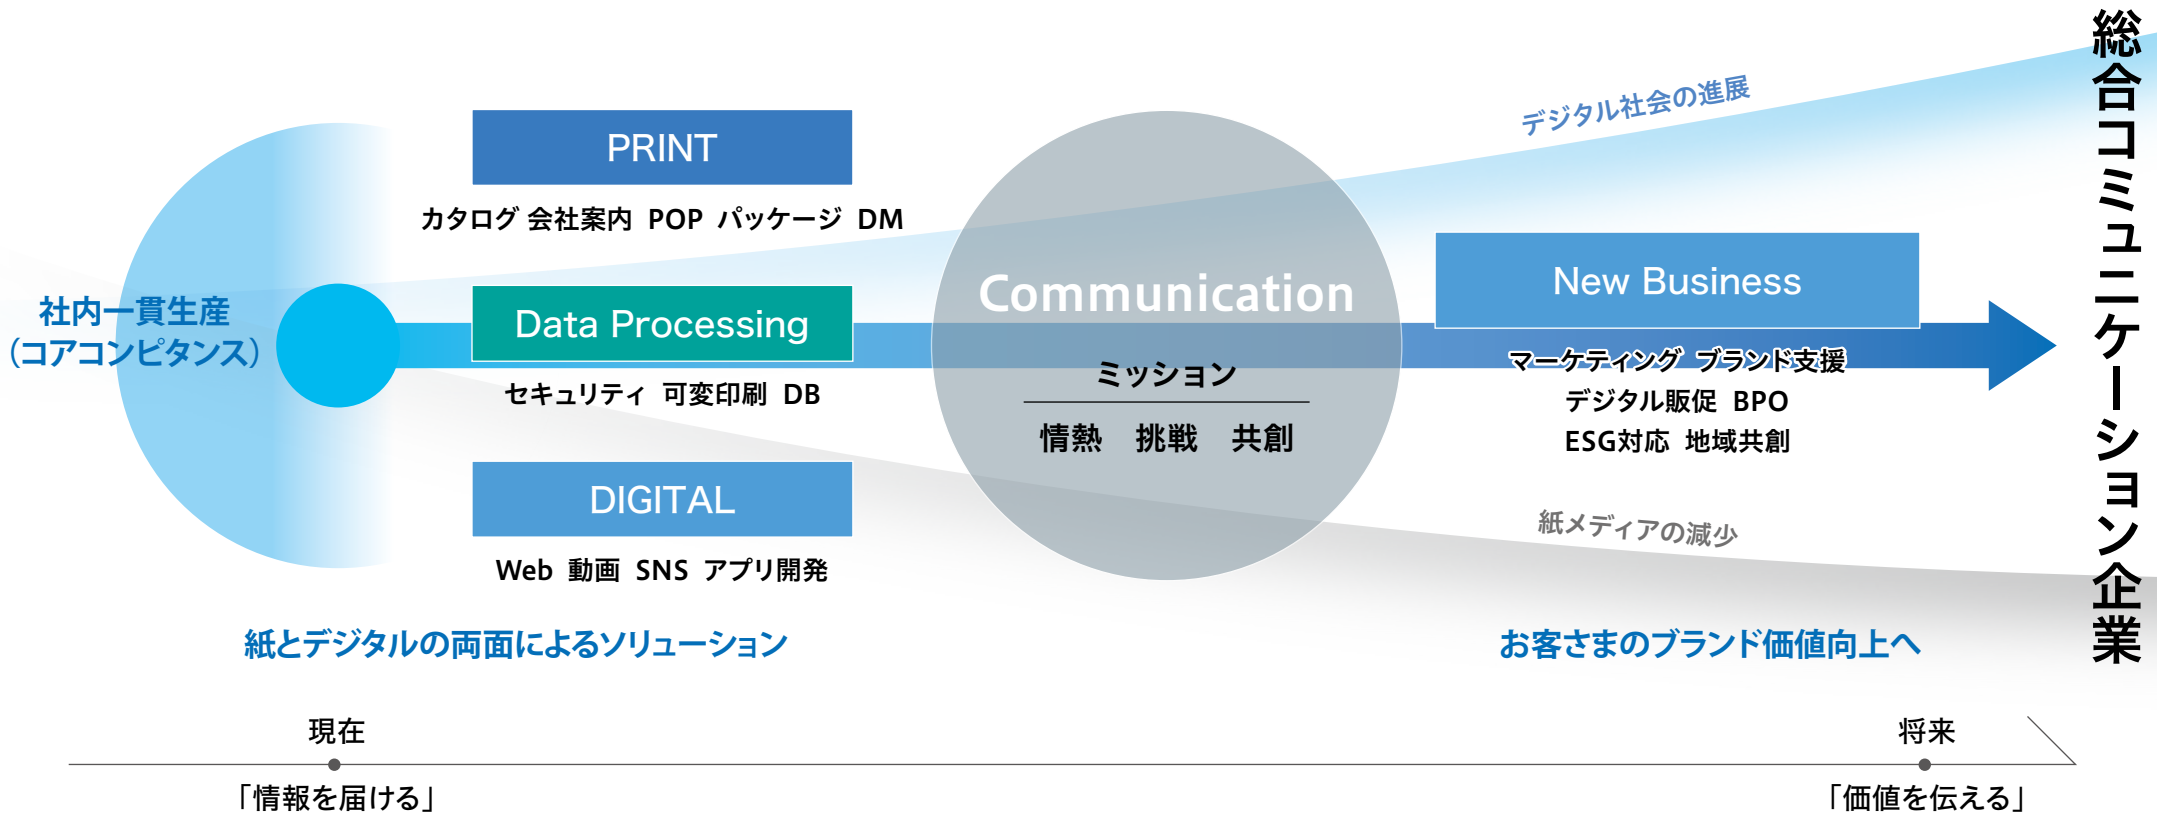 社内一貫生産
（コアコンピタンス）
PRINT
カタログ 会社案内 POP パッケージ DM
Data Processing
セキュリティ 可変印刷 DB
DIGITAL
Web 動画 SNS アプリ開発
紙とデジタルの両面によるソリューション
Communication
ミッション
情熱 挑戦 共創
デジタル社会の進展
New Business
マーケティング ブランド支援
デジタル販促 BPO
ESG対応 地域共創
紙メディアの減少
お客さまのブランド価値向上へ
総合コミュニケーション企業
現在
「情報を届ける」
将来
「価値を伝える」